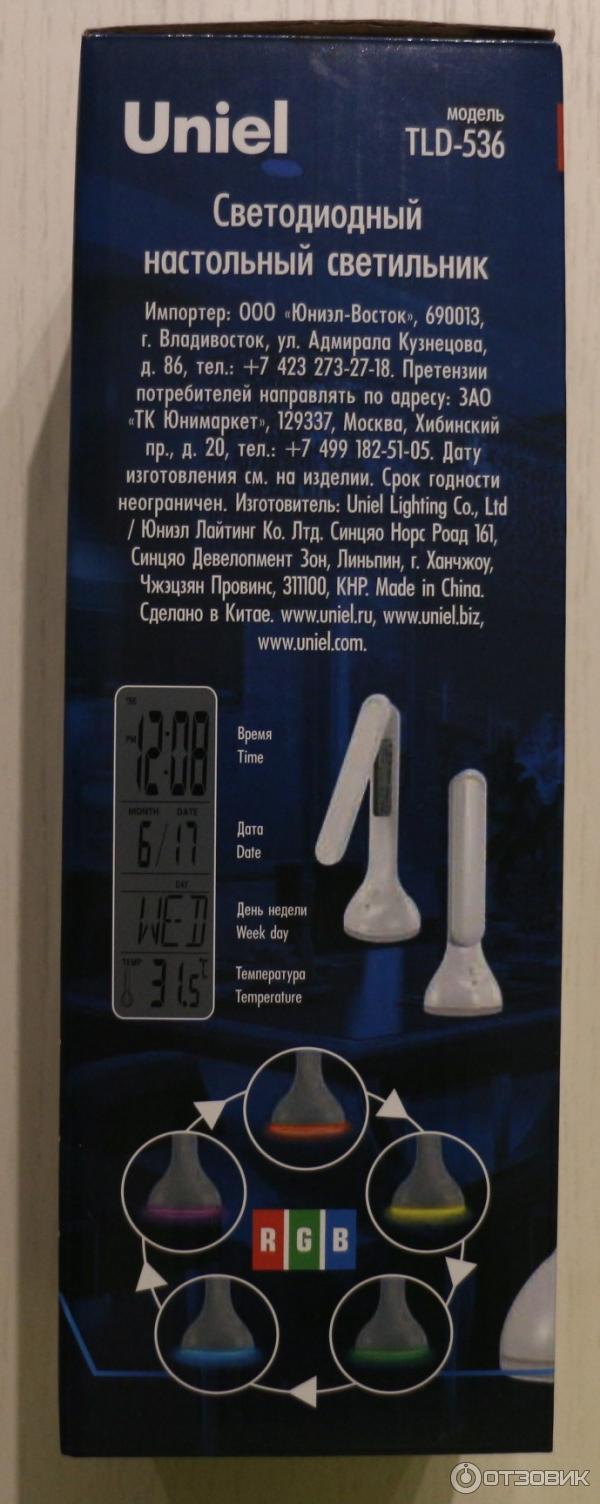 Uniel
модель
TLD-536
Светодиодный
настольный светильник
Импортер: ООО «Юниэл-Восток», 690013,
г. Владивосток, ул. Адмирала Кузнецова,
д. 86, тел.: +7 423 273-27-18. Претензии
потребителей направлять по адресу: ЗАО
«ТК Юнимаркет», 129337, Москва, Хибинский
пр., д. 20, тел.: +7 499 182-51-05. Дату
изготовления см. на изделии. Срок годности
неограничен. Изготовитель: Uniel Lighting Co., Ltd
/ Юниэл Лайтинг Ко. Лтд. Синцяо Норс Роад 161,
Синцяо Девелопмент Зон, Линьпин, г. Ханчжоу,
Чжэцзян Провинс, 311100, КНР. Made in China.
Сделано в Китае. www.uniel.ru, www.uniel.biz,
www.uniel.com.
PM 12:08
Время
Time
MONTH DATE
6/17
Дата
Date
DAY
WED
День недели
Week day
TEMP 31.5 °C
Температура
Temperature
R G B
ОТЗОВИК